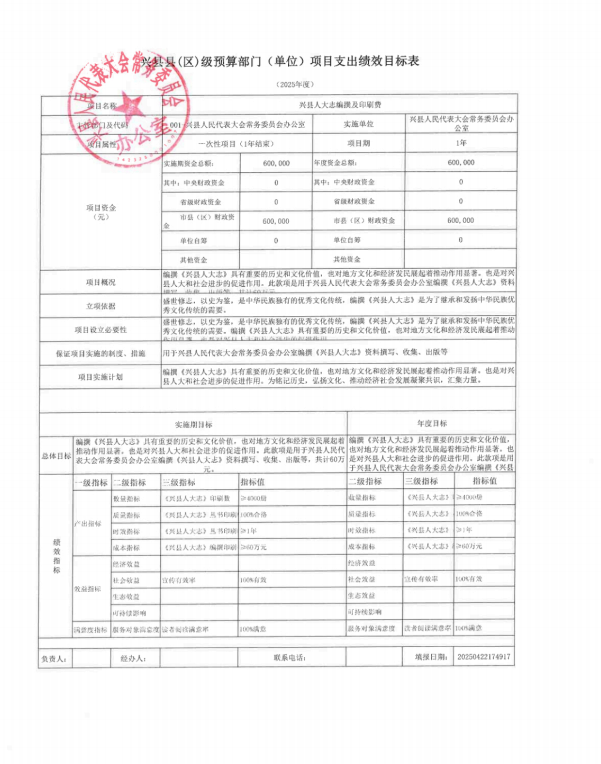 兴县县(区)级预算部门（单位）项目支出绩效目标表
（2025年度）
项目名称 兴县人大志编撰及印刷费
主管部门及代码 001-兴县人民代表大会常务委员会办公室 实施单位 兴县人民代表大会常务委员会办公室
项目属性 一次性项目（1年结束） 项目期 1年
项目资金（元） 实施期资金总额: 600,000 年度资金总额: 600,000
其中: 中央财政资金 0 其中: 中央财政资金 0
省级财政资金 0 省级财政资金 0
市县（区）财政资金 600,000 市县（区）财政资金 600,000
单位自筹 0 单位自筹 0
其他资金 其他资金
项目概况 编撰《兴县人大志》具有重要的历史和文化价值，也对地方文化和经济发展起着推动作用显著。也是对兴
县人大和社会进步的促进作用。此款项是用于兴县人民代表大会常务委员会办公室编撰《兴县人大志》资料
立项依据 盛世修志，以史为鉴，是中华民族独有的优秀文化传统，编撰《兴县人大志》是为了继承和发扬中华民族优
秀文化传统的需要。
项目设立必要性 盛世修志，以史为鉴，是中华民族独有的优秀文化传统，编撰《兴县人大志》是为了继承和发扬中华民族优
秀文化传统的需要。编撰《兴县人大志》具有重要的历史和文化价值，也对地方文化和经济发展起着推动
保证项目实施的制度、措施 用于兴县人民代表大会常务委员会办公室编撰《兴县人大志》资料撰写、收集、出版等
项目实施计划 编撰《兴县人大志》具有重要的历史和文化价值，也对地方文化和经济发展起着推动作用显著。也是对兴
县人大和社会进步的促进作用。为铭记历史，弘扬文化、推动经济社会发展凝聚共识，汇集力量。
实施期目标 年度目标
总体目标 编撰《兴县人大志》具有重要的历史和文化价值，也对地方文化和经济发展起着
推动作用显著。也是对兴县人大和社会进步的促进作用。此款项是用于兴县人民代
表大会常务委员会办公室编撰《兴县人大志》资料撰写、收集、出版等，共计60万
元。
编撰《兴县人大志》具有重要的历史和文化价值，
也对地方文化和经济发展起着推动作用显著。也
是对兴县人大和社会进步的促进作用。此款项是用
于兴县人民代表大会常务委员会办公室编撰《兴县
绩效指标 一级指标 二级指标 三级指标 指标值 二级指标 三级指标 指标值
产出指标 数量指标 《兴县人大志》印刷数 ≥4000册 数量指标 《兴县人大志》 ≥4000册
质量指标 《兴县人大志》丛书印刷 100%合格 质量指标 《兴县人大志》 100%合格
时效指标 《兴县人大志》丛书印刷 ≥1年 时效指标 《兴县人大志》 ≥1年
成本指标 《兴县人大志》编撰印刷 ≥60万元 成本指标 《兴县人大志》 ≥60万元
效益指标 经济效益 经济效益
社会效益 宣传有效率 100%有效 社会效益 宣传有效率 100%有效
生态效益 生态效益
可持续影响 可持续影响
满意度指标 服务对象满意度 读者阅读满意率 100%满意 服务对象满意度 读者阅读满意率 100%满意
负责人: 经办人: 联系电话: 填报日期: 20250422174917